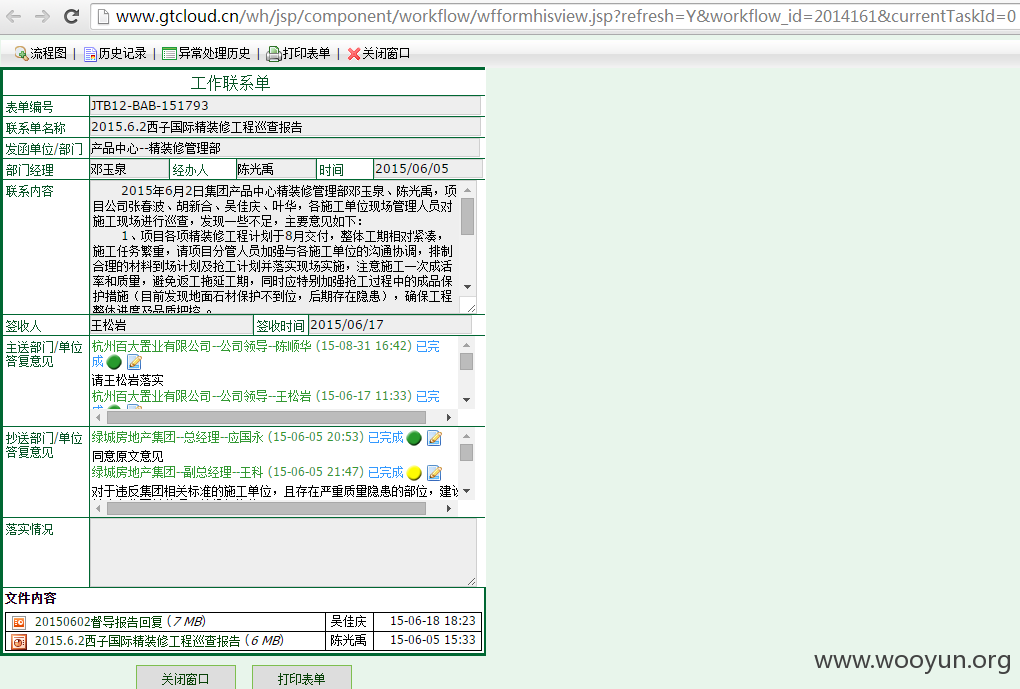 www.gtcloud.cn/wh/jsp/component/workflow/wfformhisview.jsp?refresh=Y&workflow_id=2014161&currentTaskId=0
流程图 | 历史记录 | 异常处理历史 | 打印表单 | 关闭窗口
工作联系单
表单编号 JTB12-BAB-151793
联系单名称 2015.6.2西子国际精装修工程巡查报告
发函单位/部门 产品中心--精装修管理部
部门经理 邓玉泉 经办人 陈光禹 时间 2015/06/05
联系内容
2015年6月2日集团产品中心精装修管理部邓玉泉、陈光禹，项
目公司张春波、胡新合、吴佳庆、叶华，各施工单位现场管理人员对
施工现场进行巡查，发现一些不足，主要意见如下：
1、项目各项精装修工程计划于8月交付，整体工期相对紧凑，
施工任务繁重，请项目分管人员加强与各施工单位的沟通协调，排制
合理的材料到场计划及抢工计划并落实现场实施，注意施工一次成活
率和质量，避免返工拖延工期，同时应特别加强抢工过程中的成品保
护措施（目前发现地面石材保护不到位，后期存在隐患），确保工程
整体进度及品质把控。
签收人 王松岩 签收时间 2015/06/17
主送部门/单位
答复意见
杭州百大置业有限公司--公司领导--陈顺华 (15-08-31 16:42) 已完
成
请王松岩落实
杭州百大置业有限公司--公司领导--王松岩 (15-06-17 11:33) 已完
成
抄送部门/单位
答复意见
绿城房地产集团--总经理--应国永 (15-06-05 20:53) 已完成
同意原文意见
绿城房地产集团--副总经理--王科 (15-06-05 21:47) 已完成
对于违反集团相关标准的施工单位，且存在严重质量隐患的部位，建议
落实情况
文件内容
20150602督导报告回复 (7 MB) 吴佳庆 15-06-18 18:23
2015.6.2西子国际精装修工程巡查报告 (6 MB) 陈光禹 15-06-05 15:33
关闭窗口 打印表单
www.wooyun.org